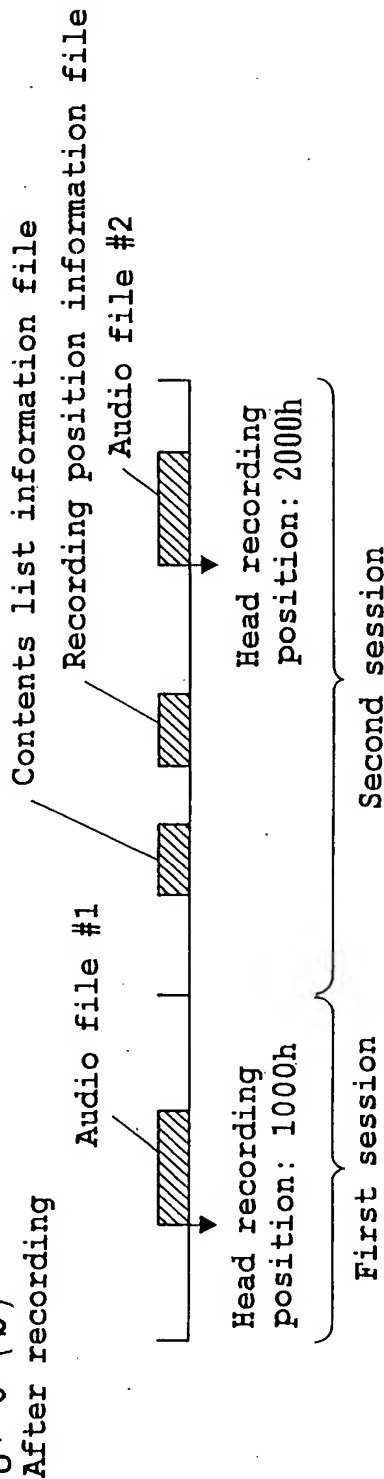 (b)
After recording
Contents list information file
Recording position information file
Audio file #1
Audio file #2
Head recording
position: 1000h
Head recording
position: 2000h
First session
Second session